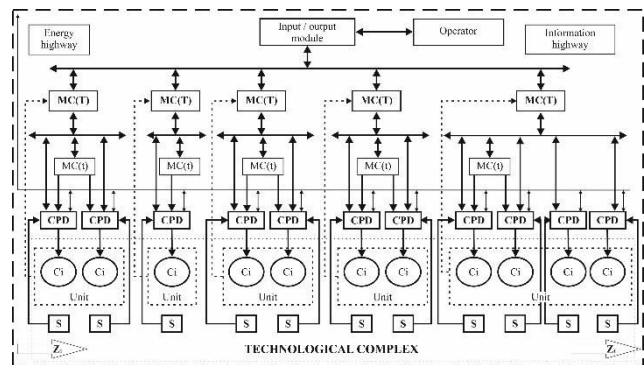 Energy highway
Input / output module
Operator
Information highway
MC(T) MC(T) MC(T) MC(T) MC(T)
MC(t) MC(t) MC(t) MC(t) MC(t)
CPD CPD CPD CPD CPD CPD CPD CPD CPD CPD CPD
Ci Ci Ci Ci Ci Ci Ci Ci Ci Ci Ci
Unit Unit Unit Unit Unit
S S S S S S S S S S S
TECHNOLOGICAL COMPLEX